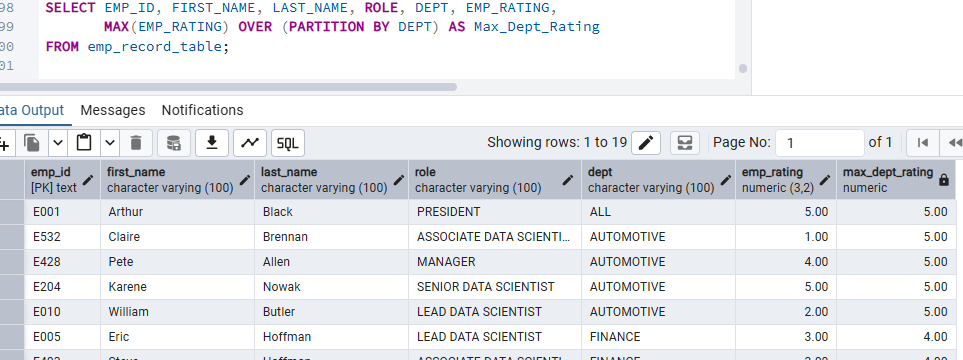 98 SELECT EMP_ID, FIRST_NAME, LAST_NAME, ROLE, DEPT, EMP_RATING,
99 MAX(EMP_RATING) OVER (PARTITION BY DEPT) AS Max_Dept_Rating
00 FROM emp_record_table;
01
ata Output Messages Notifications
SQL Showing rows: 1 to 19 Page No: 1 of 1
emp_id first_name last_name role dept emp_rating max_dept_rating
[PK] text character varying (100) character varying (100) character varying (100) character varying (100) numeric (3,2) numeric
E001 Arthur Black PRESIDENT ALL 5.00 5.00
E532 Claire Brennan ASSOCIATE DATA SCIENTI... AUTOMOTIVE 1.00 5.00
E428 Pete Allen MANAGER AUTOMOTIVE 4.00 5.00
E204 Karene Nowak SENIOR DATA SCIENTIST AUTOMOTIVE 5.00 5.00
E010 William Butler LEAD DATA SCIENTIST AUTOMOTIVE 2.00 5.00
E005 Eric Hoffman LEAD DATA SCIENTIST FINANCE 3.00 4.00
Hoffman ASSOCIATE DATA SCIENTI... FINANCE